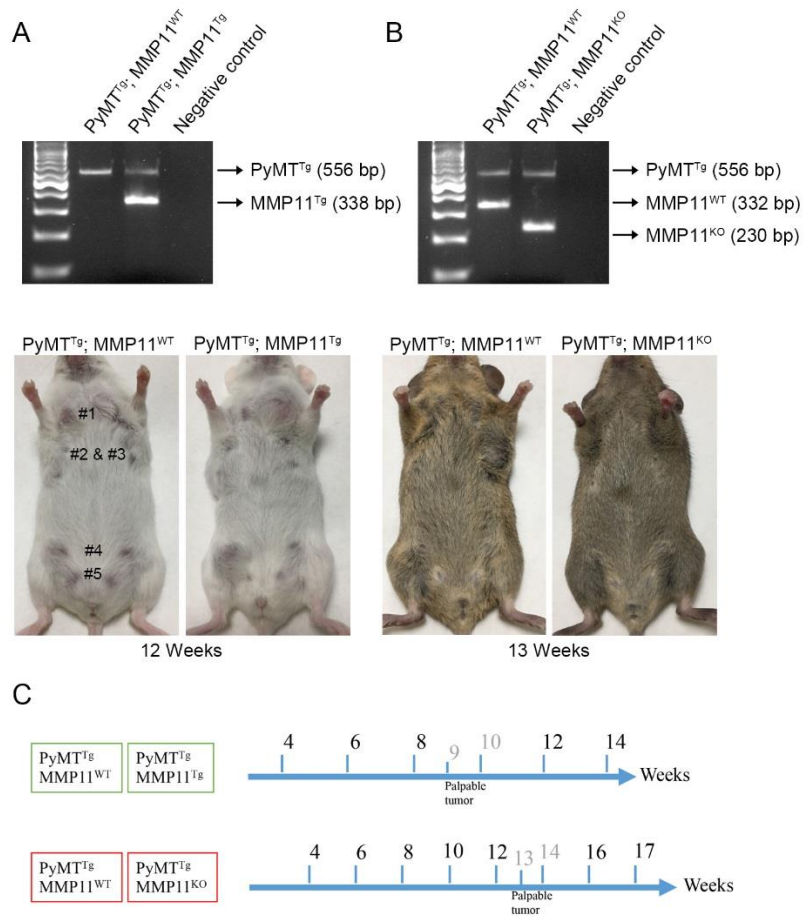 A
PyMTᵀᵍ; MMP11ᵂᵀ
PyMTᵀᵍ; MMP11ᵀᵍ
Negative control
PyMTᵀᵍ (556 bp)
MMP11ᵀᵍ (338 bp)
B
PyMTᵀᵍ; MMP11ᵂᵀ
PyMTᵀᵍ; MMP11ᴷᴼ
Negative control
PyMTᵀᵍ (556 bp)
MMP11ᵂᵀ (332 bp)
MMP11ᴷᴼ (230 bp)
PyMTᵀᵍ; MMP11ᵂᵀ
PyMTᵀᵍ; MMP11ᵀᵍ
#1
#2 & #3
#4
#5
12 Weeks
PyMTᵀᵍ; MMP11ᵂᵀ
PyMTᵀᵍ; MMP11ᴷᴼ
13 Weeks
C
PyMTᵀᵍ
MMP11ᵂᵀ
PyMTᵀᵍ
MMP11ᵀᵍ
4 6 8 9 10 12 14
Weeks
Palpable
tumor
PyMTᵀᵍ
MMP11ᵂᵀ
PyMTᵀᵍ
MMP11ᴷᴼ
4 6 8 10 12 13 14 16 17
Weeks
Palpable
tumor